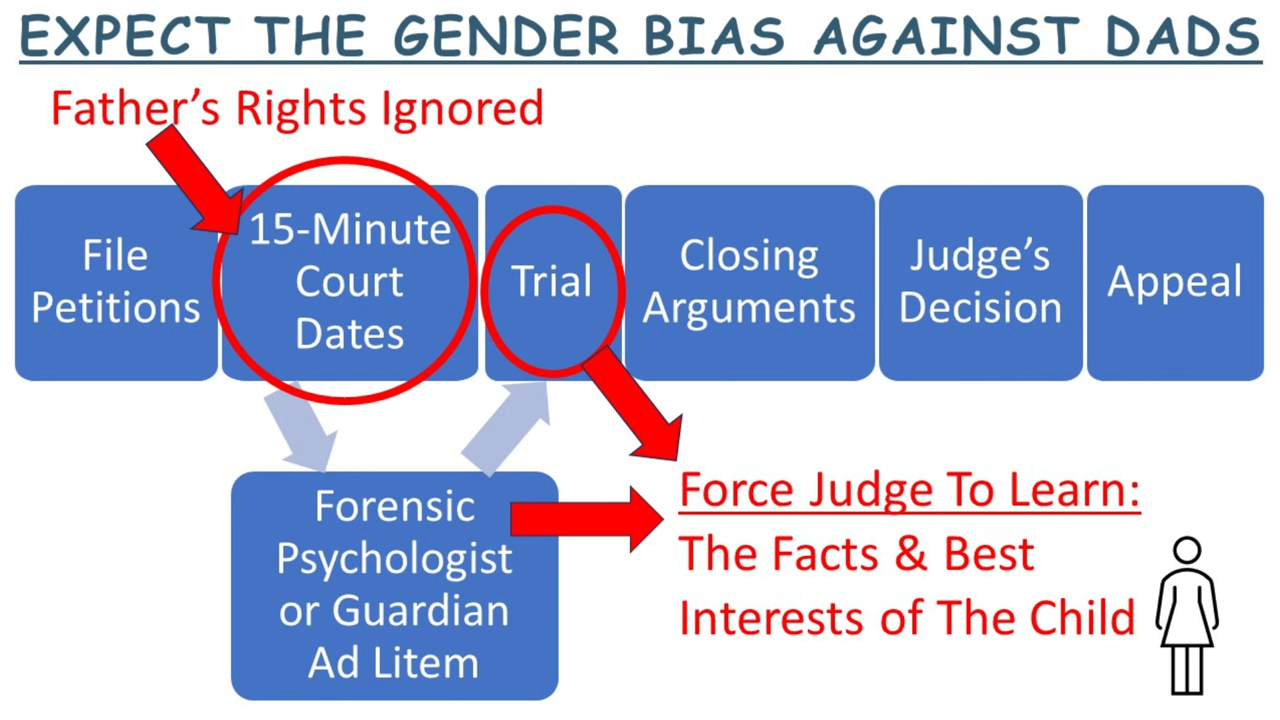 EXPECT THE GENDER BIAS AGAINST DADS
Father’s Rights Ignored
File
Petitions
15-Minute
Court
Dates
Trial
Closing
Arguments
Judge’s
Decision
Appeal
Forensic
Psychologist
or Guardian
Ad Litem
Force Judge To Learn:
The Facts & Best
Interests of The Child